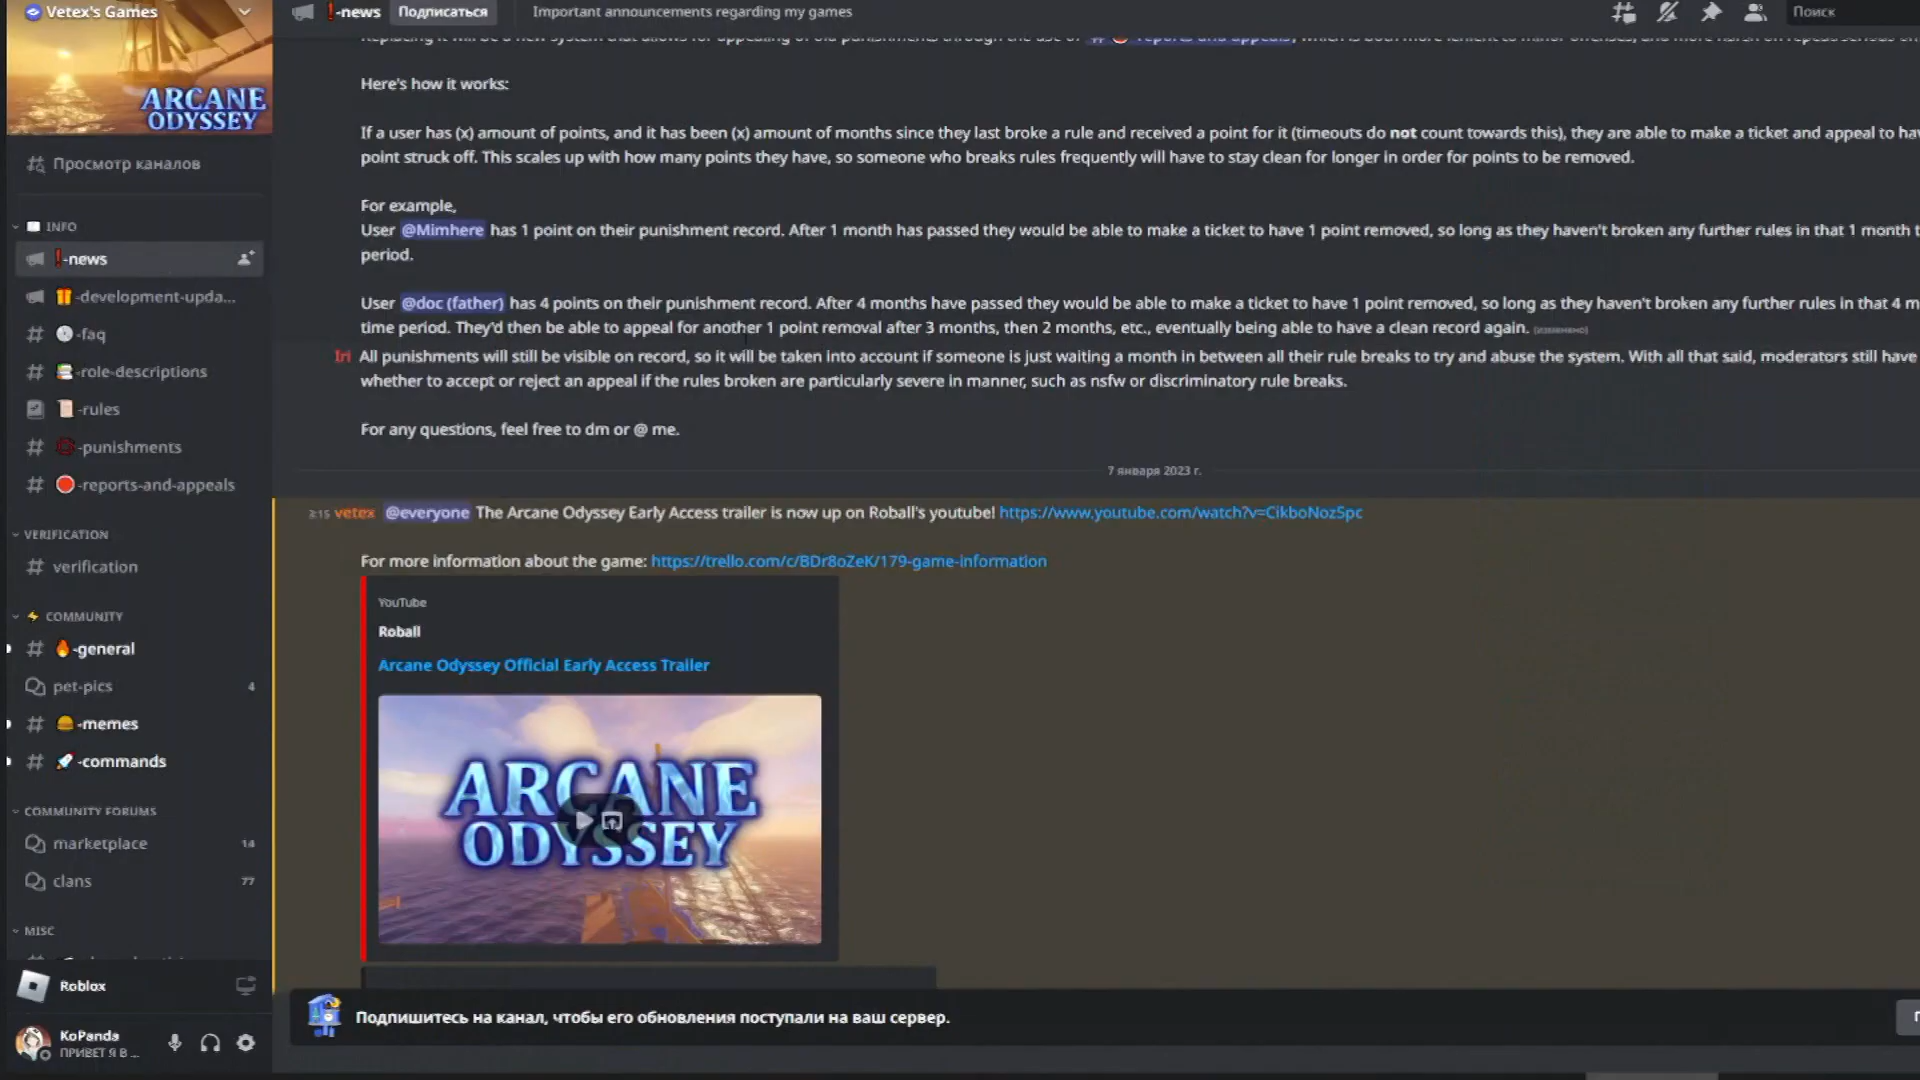 Vetex's Games
-news
Подписаться
Important announcements regarding my games
Поиск
ARCANE
ODYSSEY
Просмотр каналов
INFO
-news
-development-upda...
-faq
-role-descriptions
-rules
-punishments
-reports-and-appeals
VERIFICATION
verification
COMMUNITY
-general
pet-pics 4
-memes
-commands
COMMUNITY FORUMS
marketplace 14
clans 77
MISC
Roblox
KoPanda
ПРИВЕТ Я В ...
Here's how it works:
If a user has (x) amount of points, and it has been (x) amount of months since they last broke a rule and received a point for it (timeouts do not count towards this), they are able to make a ticket and appeal to
point struck off. This scales up with how many points they have, so someone who breaks rules frequently will have to stay clean for longer in order for points to be removed.
For example,
User @Mimhere has 1 point on their punishment record. After 1 month has passed they would be able to make a ticket to have 1 point removed, so long as they haven't broken any further rules in that 1 month
period.
User @doc (father) has 4 points on their punishment record. After 4 months have passed they would be able to make a ticket to have 1 point removed, so long as they haven't broken any further rules in that 4
time period. They'd then be able to appeal for another 1 point removal after 3 months, then 2 months, etc., eventually being able to have a clean record again. (изменено)
Iri All punishments will still be visible on record, so it will be taken into account if someone is just waiting a month in between all their rule breaks to try and abuse the system. With all that said, moderators still have
whether to accept or reject an appeal if the rules broken are particularly severe in manner, such as nsfw or discriminatory rule breaks.
For any questions, feel free to dm or @ me.
7 января 2023 г.
3:15 vetex @everyone The Arcane Odyssey Early Access trailer is now up on Roball's youtube! https://www.youtube.com/watch?v=CikboNozSpc
For more information about the game: https://trello.com/c/BDr8oZeK/179-game-information
YouTube
Roball
Arcane Odyssey Official Early Access Trailer
ARCANE
ODYSSEY
Подпишитесь на канал, чтобы его обновления поступали на ваш сервер.